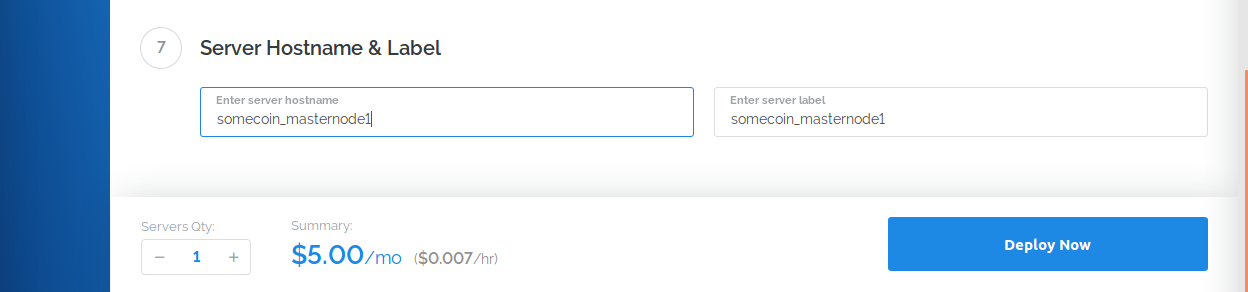 7
Server Hostname & Label
Enter server hostname
somecoin_masternode1
Enter server label
somecoin_masternode1
Servers Qty:
− 1 +
Summary:
$5.00/mo ($0.007/hr)
Deploy Now